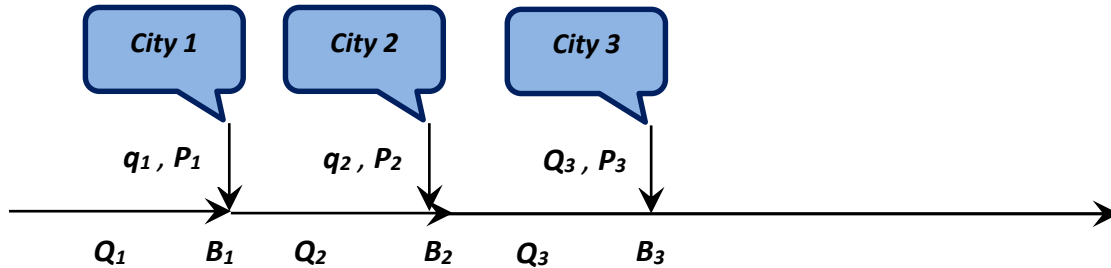 City 1 City 2 City 3
q₁ , P₁ q₂ , P₂ Q₃ , P₃
Q₁ B₁ Q₂ B₂ Q₃ B₃